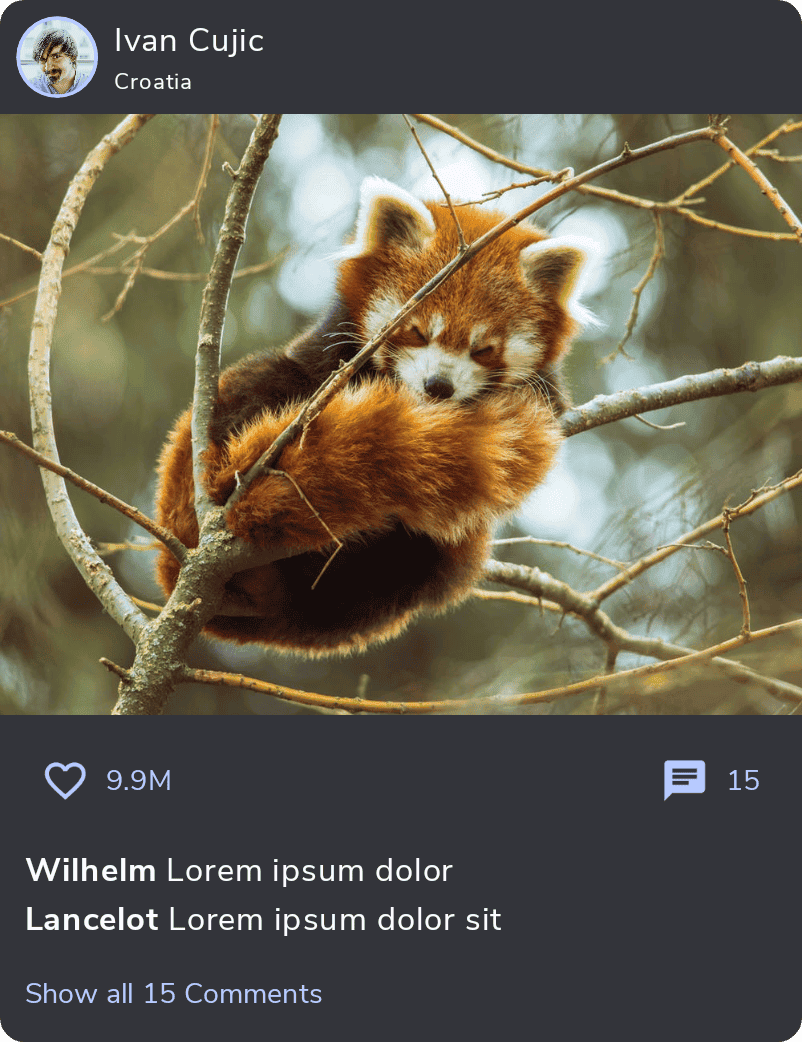 Ivan Cujic
Croatia
9.9M
15
Wilhelm Lorem ipsum dolor
Lancelot Lorem ipsum dolor sit
Show all 15 Comments